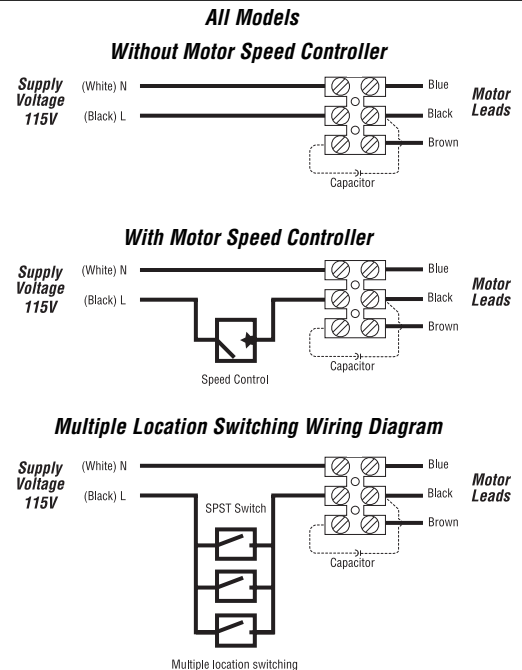 All Models
Without Motor Speed Controller
Supply
Voltage
115V
(White) N
(Black) L
Blue
Black
Brown
Motor
Leads
Capacitor
With Motor Speed Controller
Supply
Voltage
115V
(White) N
(Black) L
Speed Control
Blue
Black
Brown
Motor
Leads
Capacitor
Multiple Location Switching Wiring Diagram
Supply
Voltage
115V
(White) N
(Black) L
SPST Switch
Blue
Black
Brown
Motor
Leads
Capacitor
Multiple location switching